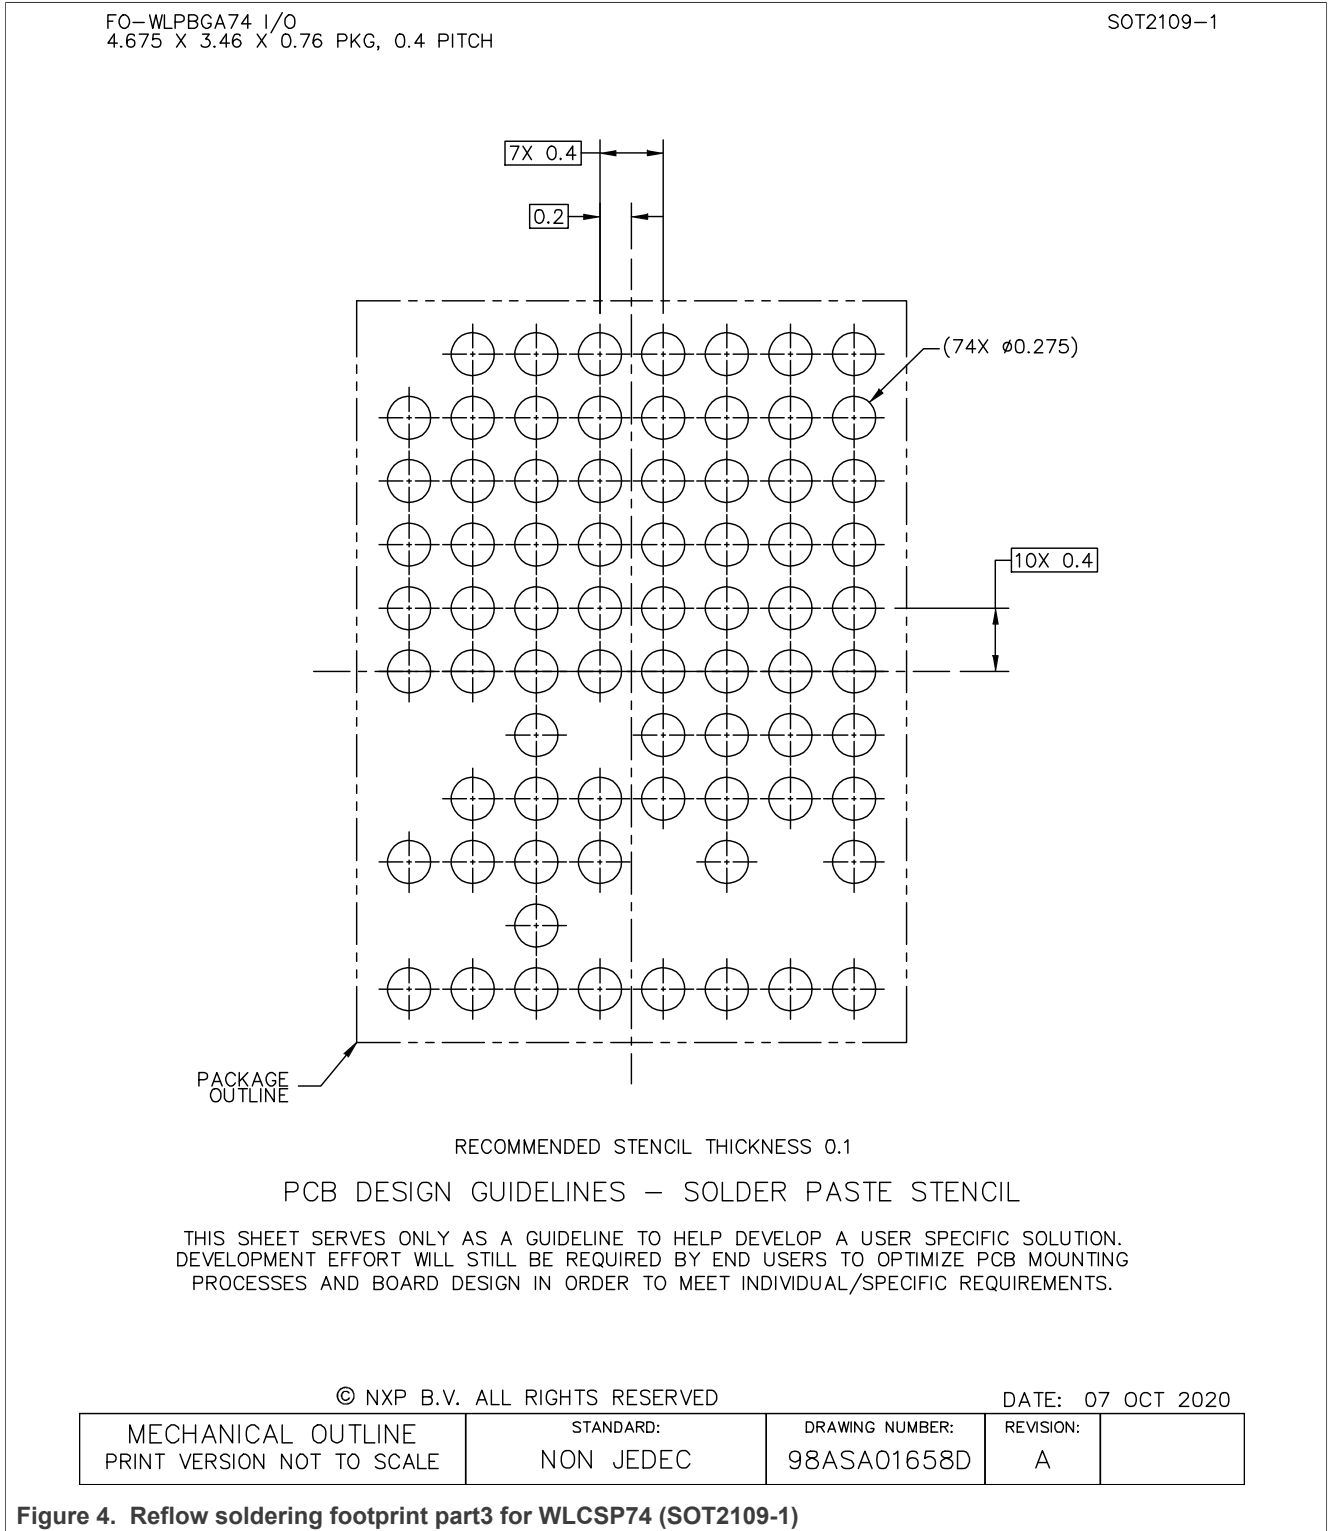 FO-WLPBGA74 I/O
4.675 X 3.46 X 0.76 PKG, 0.4 PITCH
SOT2109-1
7X 0.4
0.2
(74X ⌀0.275)
10X 0.4
PACKAGE
OUTLINE
RECOMMENDED STENCIL THICKNESS 0.1
PCB DESIGN GUIDELINES – SOLDER PASTE STENCIL
THIS SHEET SERVES ONLY AS A GUIDELINE TO HELP DEVELOP A USER SPECIFIC SOLUTION.
DEVELOPMENT EFFORT WILL STILL BE REQUIRED BY END USERS TO OPTIMIZE PCB MOUNTING
PROCESSES AND BOARD DESIGN IN ORDER TO MEET INDIVIDUAL/SPECIFIC REQUIREMENTS.
© NXP B.V. ALL RIGHTS RESERVED
DATE: 07 OCT 2020
MECHANICAL OUTLINE
PRINT VERSION NOT TO SCALE
STANDARD:
NON JEDEC
DRAWING NUMBER:
98ASA01658D
REVISION:
A
Figure 4. Reflow soldering footprint part3 for WLCSP74 (SOT2109-1)